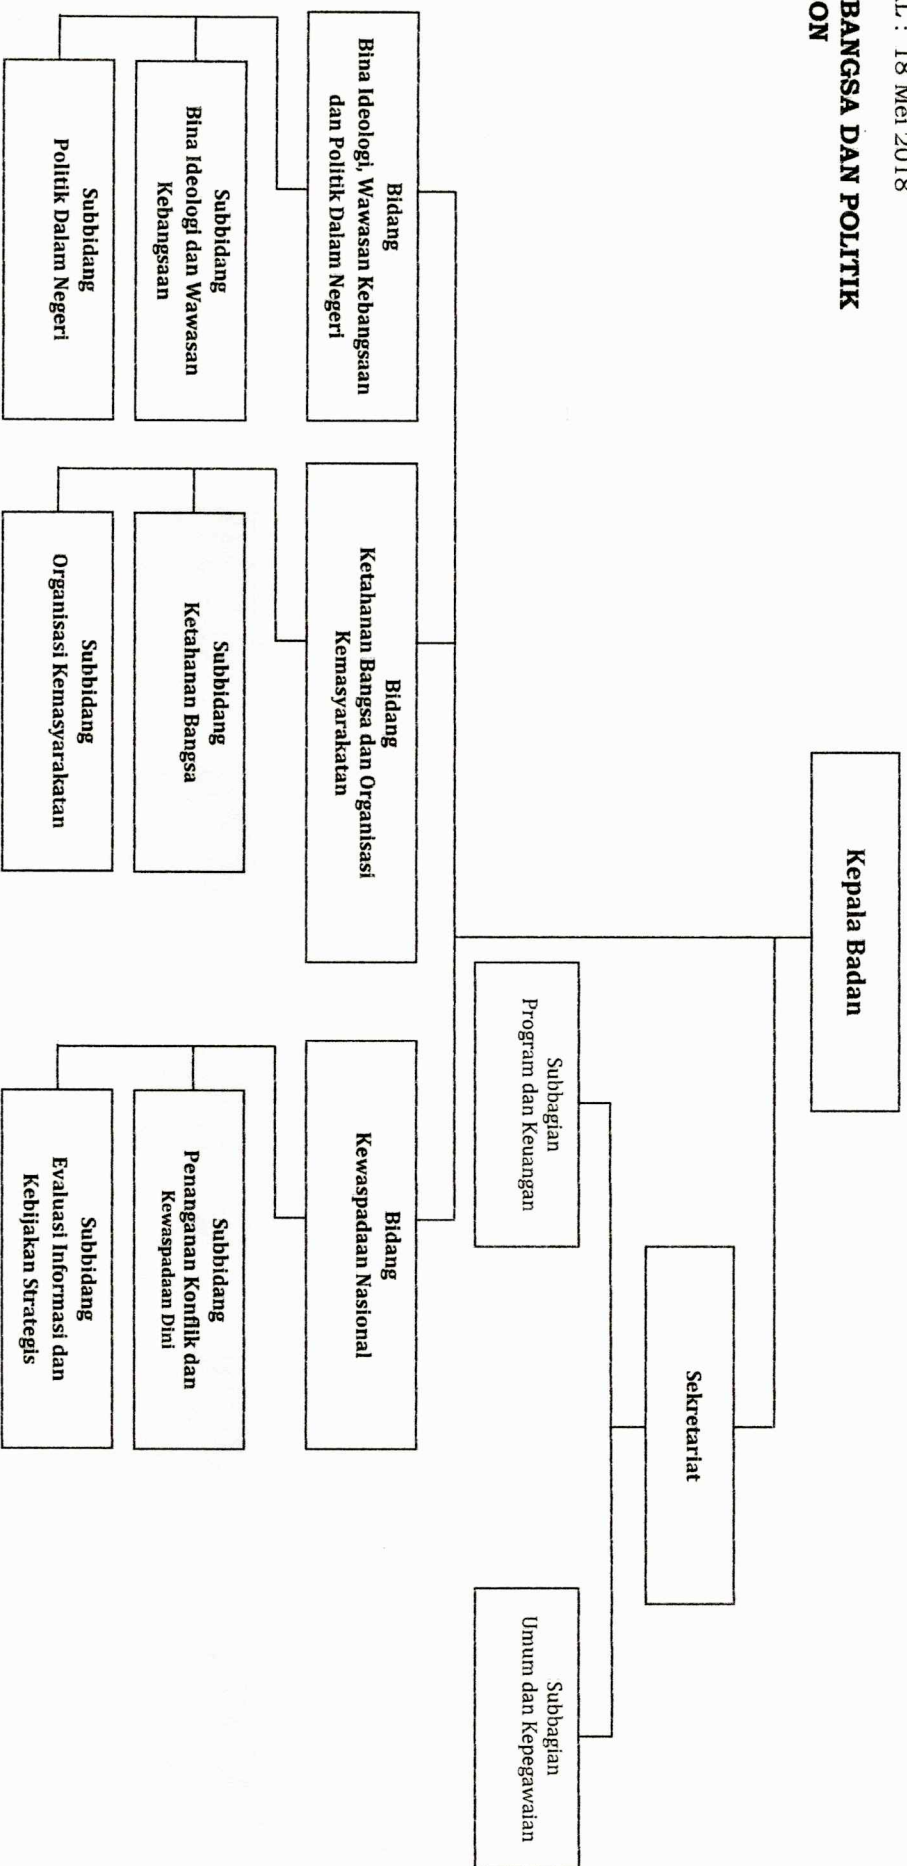 L : 18 Mei 2018
BANGSA DAN POLITIK
ON
Kepala Badan
Sekretariat
Subbagian
Program dan Keuangan
Subbagian
Umum dan Kepegawaian
Bidang
Bina Ideologi, Wawasan Kebangsaan
dan Politik Dalam Negeri
Bidang
Ketahanan Bangsa dan Organisasi
Kemasyarakatan
Bidang
Kewaspadaan Nasional
Subbidang
Bina Ideologi dan Wawasan
Kebangsaan
Subbidang
Ketahanan Bangsa
Subbidang
Penanganan Konflik dan
Kewaspadaan Dini
Subbidang
Politik Dalam Negeri
Subbidang
Organisasi Kemasyarakatan
Subbidang
Evaluasi Informasi dan
Kebijakan Strategis